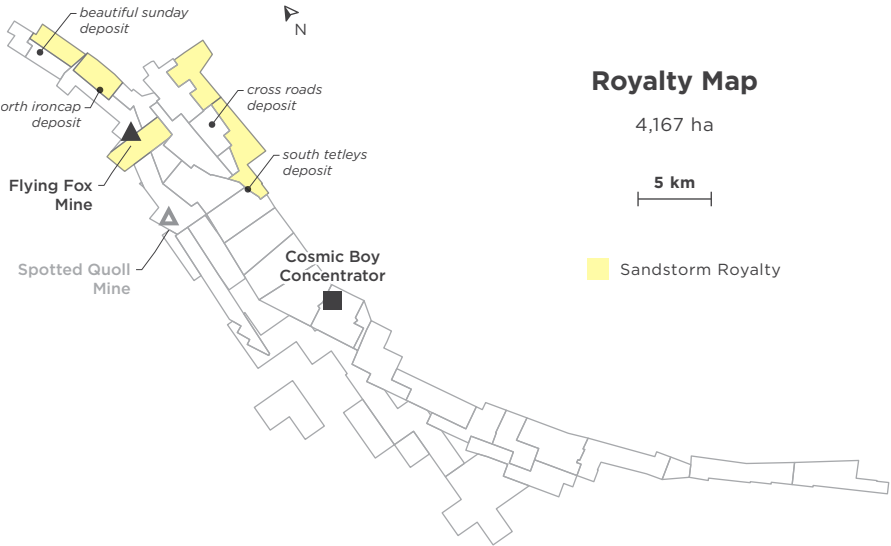 beautiful sunday
deposit
N
Royalty Map
4,167 ha
cross roads
deposit
orth ironcap
deposit
south tetleys
deposit
5 km
Flying Fox
Mine
Cosmic Boy
Concentrator
Spotted Quoll
Mine
Sandstorm Royalty